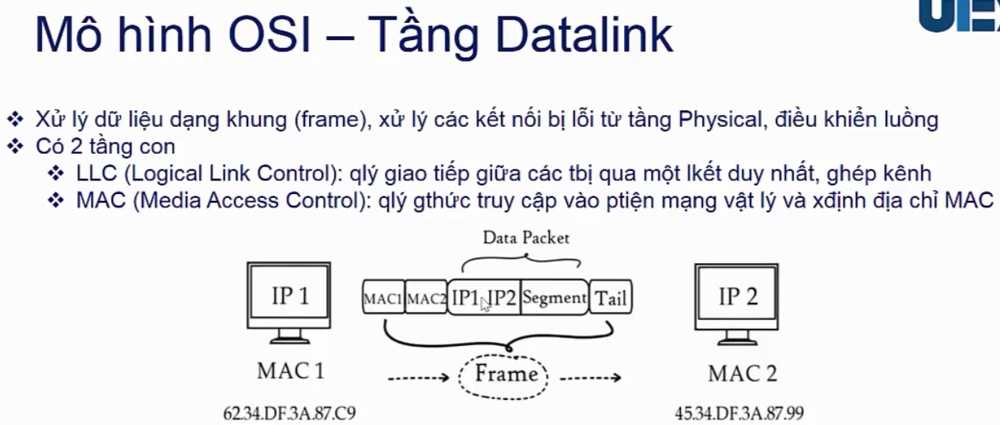 Mô hình OSI – Tầng Datalink
❖ Xử lý dữ liệu dạng khung (frame), xử lý các kết nối bị lỗi từ tầng Physical, điều khiển luồng
❖ Có 2 tầng con
❖ LLC (Logical Link Control): qlý giao tiếp giữa các tbị qua một lkết duy nhất, ghép kênh
❖ MAC (Media Access Control): qlý gthức truy cập vào ptiện mạng vật lý và xđịnh địa chỉ MAC
Data Packet
IP 1
MAC1 MAC2 IP1, IP2 Segment Tail
IP 2
MAC 1
Frame
MAC 2
62.34.DF.3A.87.C9
45.34.DF.3A.87.99